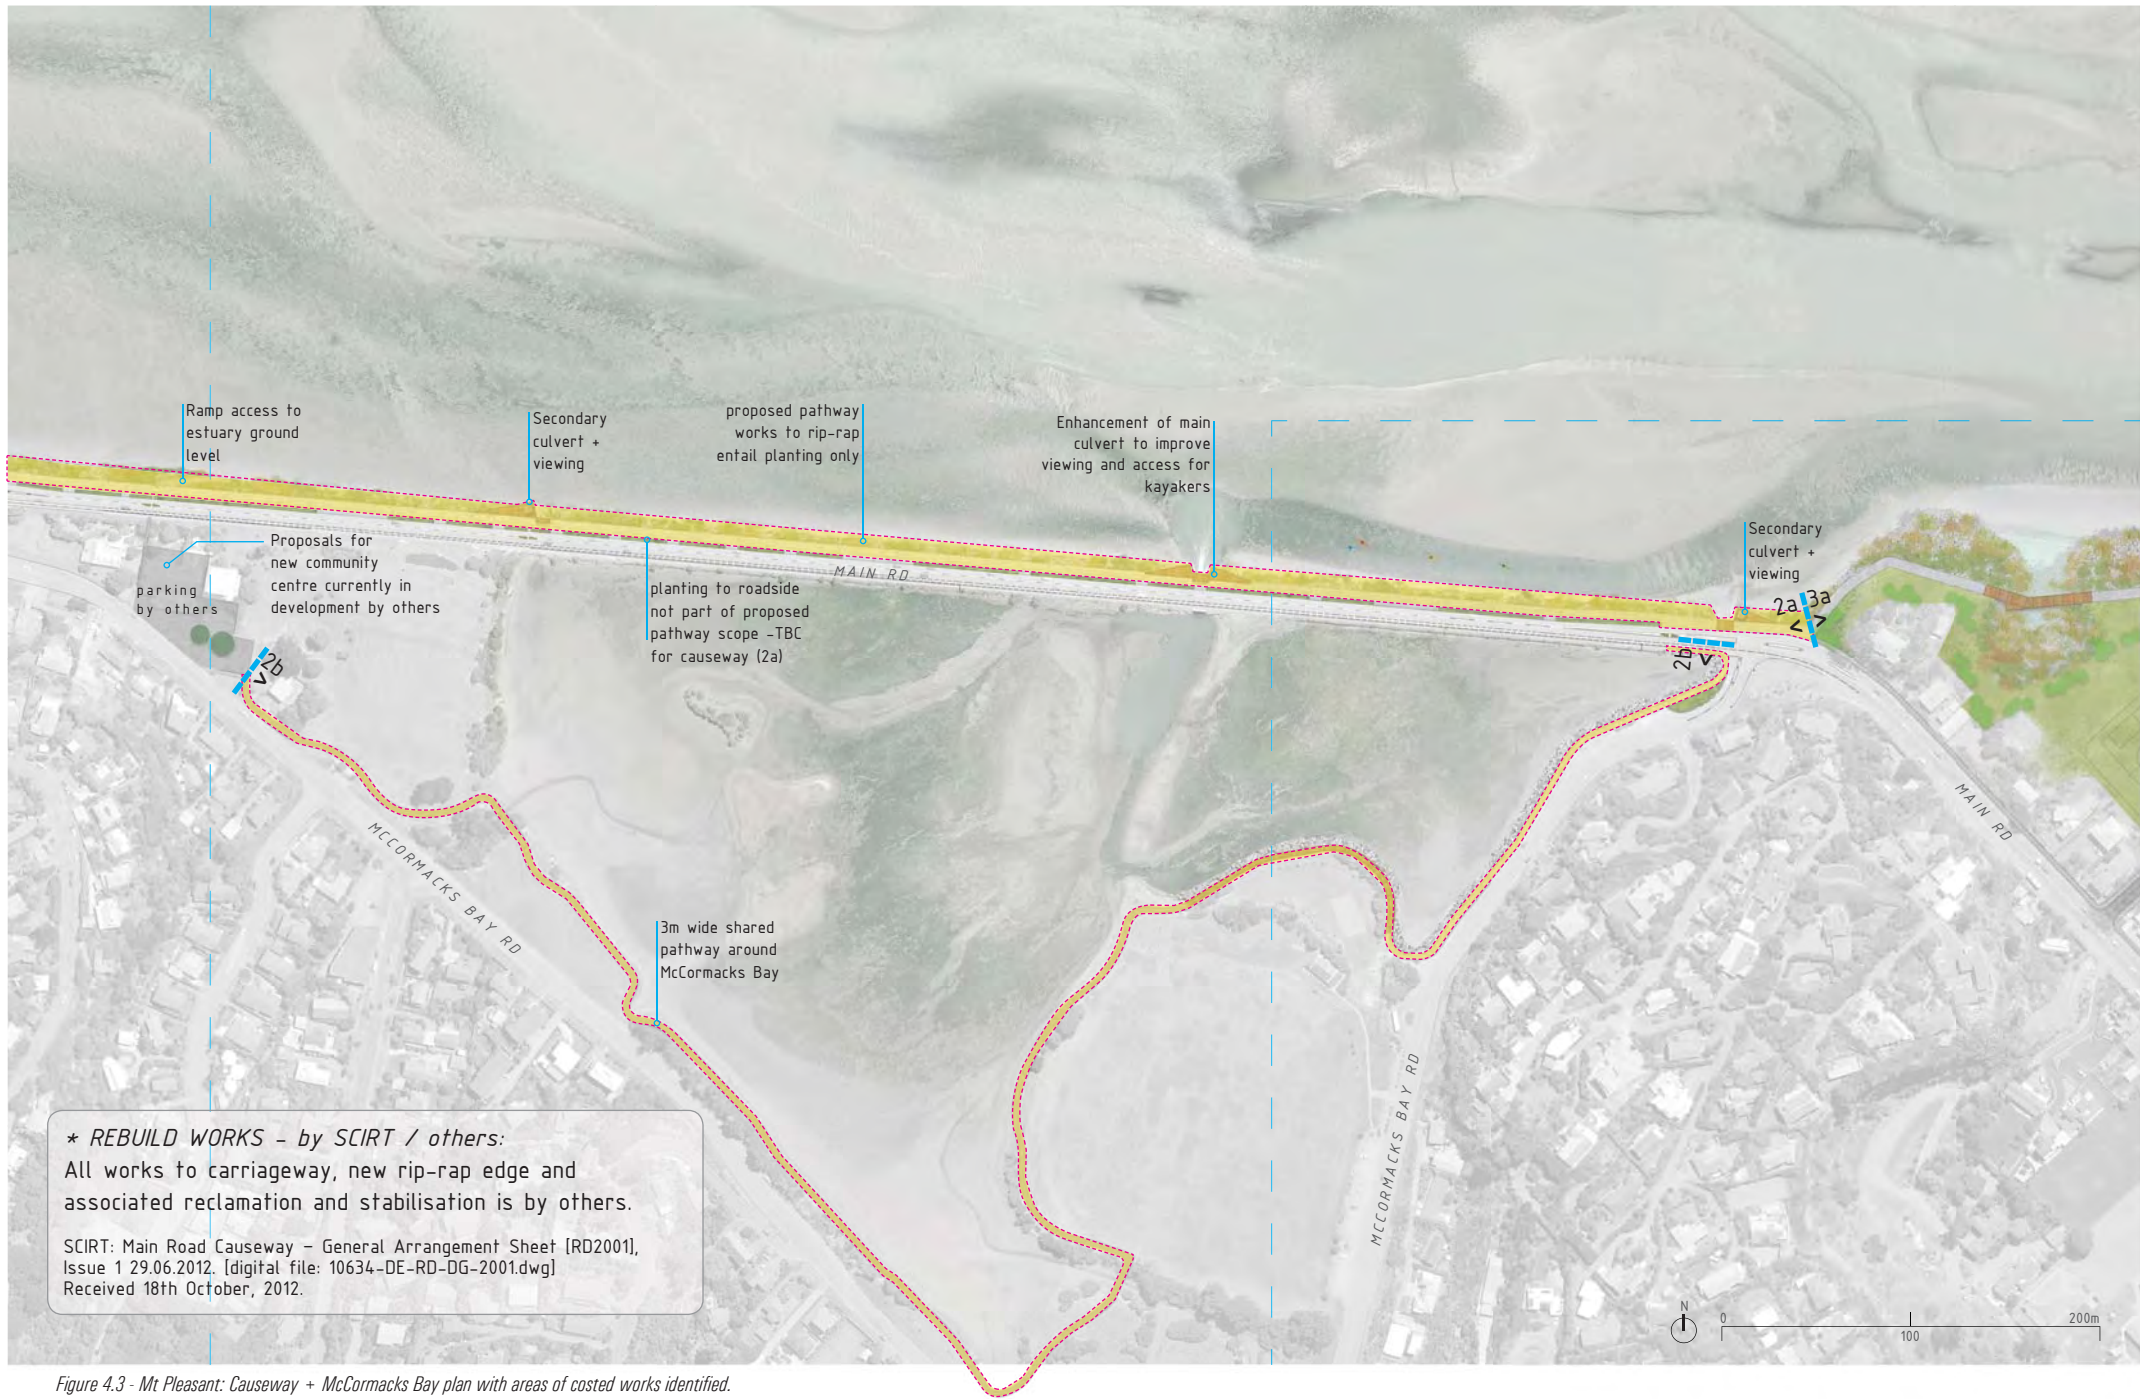 Ramp access to
estuary ground
level
Secondary
culvert +
viewing
proposed pathway
works to rip-rap
entail planting only
Enhancement of main
culvert to improve
viewing and access for
kayakers
Secondary
culvert +
viewing
2a 3a
< >
Proposals for
new community
centre currently in
development by others
parking
by others
MAIN RD
planting to roadside
not part of proposed
pathway scope -TBC
for causeway (2a)
2b
>
2b
>
MAIN RD
MCCORMACKS BAY RD
3m wide shared
pathway around
McCormacks Bay
MCCORMACKS BAY RD
* REBUILD WORKS - by SCIRT / others:
All works to carriageway, new rip-rap edge and
associated reclamation and stabilisation is by others.
SCIRT: Main Road Causeway – General Arrangement Sheet [RD2001],
Issue 1 29.06.2012. [digital file: 10634-DE-RD-DG-2001.dwg]
Received 18th October, 2012.
N
0
100
200m
Figure 4.3 - Mt Pleasant: Causeway + McCormacks Bay plan with areas of costed works identified.